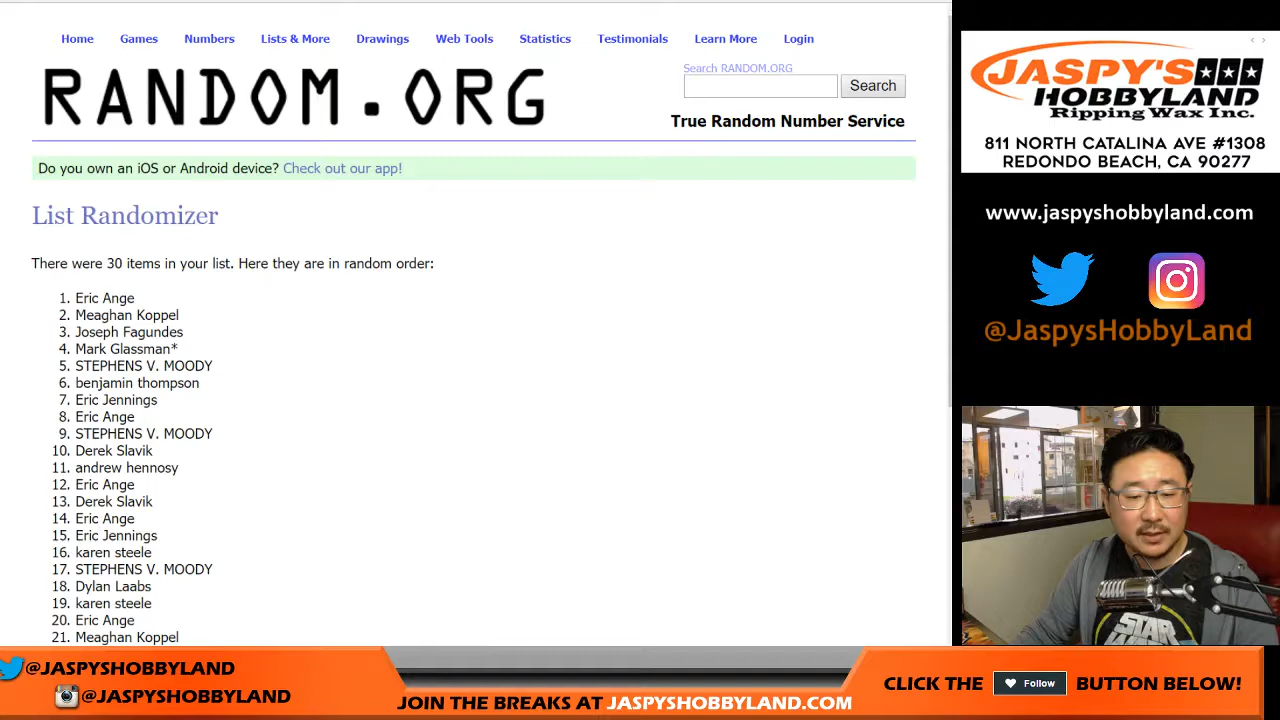 Home Games Numbers Lists & More Drawings Web Tools Statistics Testimonials Learn More Login
RANDOM.ORG
Search RANDOM.ORG
Search
True Random Number Service
Do you own an iOS or Android device? Check out our app!
List Randomizer
There were 30 items in your list. Here they are in random order:
1. Eric Ange
2. Meaghan Koppel
3. Joseph Fagundes
4. Mark Glassman*
5. STEPHENS V. MOODY
6. benjamin thompson
7. Eric Jennings
8. Eric Ange
9. STEPHENS V. MOODY
10. Derek Slavik
11. andrew hennosy
12. Eric Ange
13. Derek Slavik
14. Eric Ange
15. Eric Jennings
16. karen steele
17. STEPHENS V. MOODY
18. Dylan Laabs
19. karen steele
20. Eric Ange
21. Meaghan Koppel
JASPY'S
HOBBYLAND
Ripping Wax Inc.
811 NORTH CATALINA AVE #1308
REDONDO BEACH, CA 90277
www.jaspyshobbyland.com
@JaspysHobbyLand
STAR
WARS
@JASPYSHOBBYLAND
@JASPYSHOBBYLAND
JOIN THE BREAKS AT JASPYSHOBBYLAND.COM
CLICK THE Follow BUTTON BELOW!